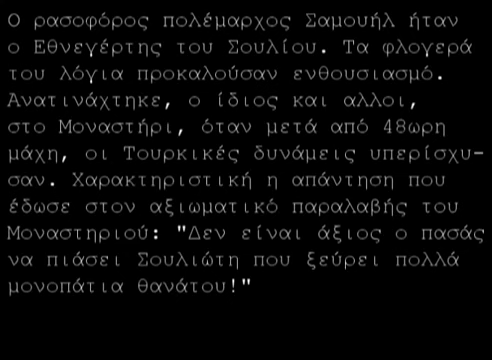 Ο ρασοφόρος πολέμαρχος Σαμουήλ ήταν
ο Εθνεγέρτης του Σουλίου. Τα φλογερά
του λόγια προκαλούσαν ενθουσιασμό.
Ανατινάχτηκε, ο ίδιος και αλλοι,
στο Μοναστήρι, όταν μετά από 48ωρη
μάχη, οι Τουρκικές δυνάμεις υπερίσχυ-
σαν. Χαρακτηριστική η απάντηση που
έδωσε στον αξιωματικό παραλαβής του
Μοναστηριού: "Δεν είναι άξιος ο πασάς
να πιάσει Σουλιώτη που ξεύρει πολλά
μονοπάτια θανάτου!"